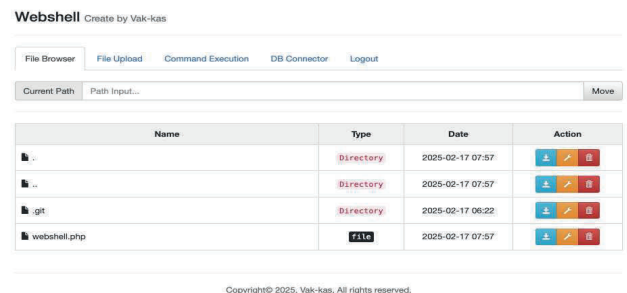 Webshell Create by Vak-kas
File Browser File Upload Command Execution DB Connector Logout
Current Path Path Input... Move
Name Type Date Action
. Directory 2025-02-17 07:57
.. Directory 2025-02-17 07:57
.git Directory 2025-02-17 06:22
webshell.php file 2025-02-17 07:57
Copyright© 2025. Vak-kas. All rights reserved.